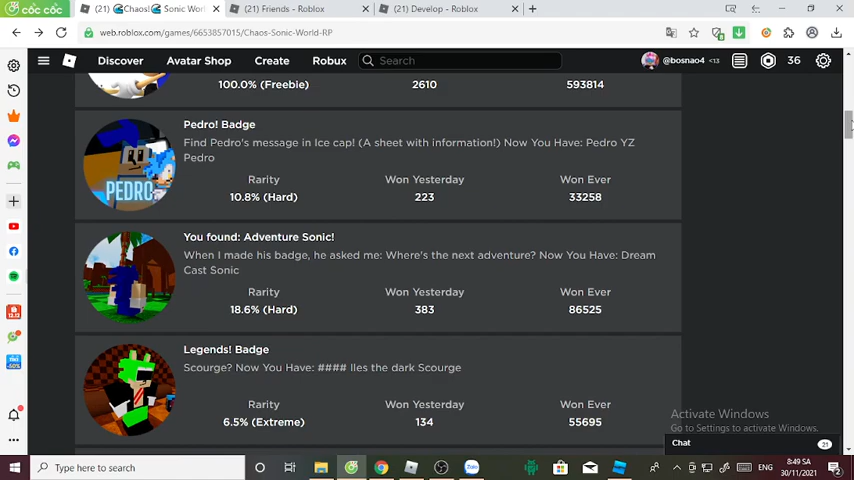 cốc cốc
(21) 🌊Chaos!🌊 Sonic Worl
(21) Friends - Roblox
(21) Develop - Roblox
web.roblox.com/games/6653857015/Chaos-Sonic-World-RP
Discover
Avatar Shop
Create
Robux
Search
@bosnao4
<13
36
100.0% (Freebie)
2610
593814
Pedro! Badge
Find Pedro's message in Ice cap! (A sheet with information!) Now You Have: Pedro YZ
Pedro
PEDRO
Rarity
Won Yesterday
Won Ever
10.8% (Hard)
223
33258
You found: Adventure Sonic!
When I made his badge, he asked me: Where's the next adventure? Now You Have: Dream
Cast Sonic
Rarity
Won Yesterday
Won Ever
18.6% (Hard)
383
86525
Legends! Badge
Scourge? Now You Have: #### Iles the dark Scourge
Rarity
Won Yesterday
Won Ever
6.5% (Extreme)
134
55695
Activate Windows
Go to Settings to activate Windows.
Chat
21
Type here to search
ENG
8:49 SA
30/11/2021
2